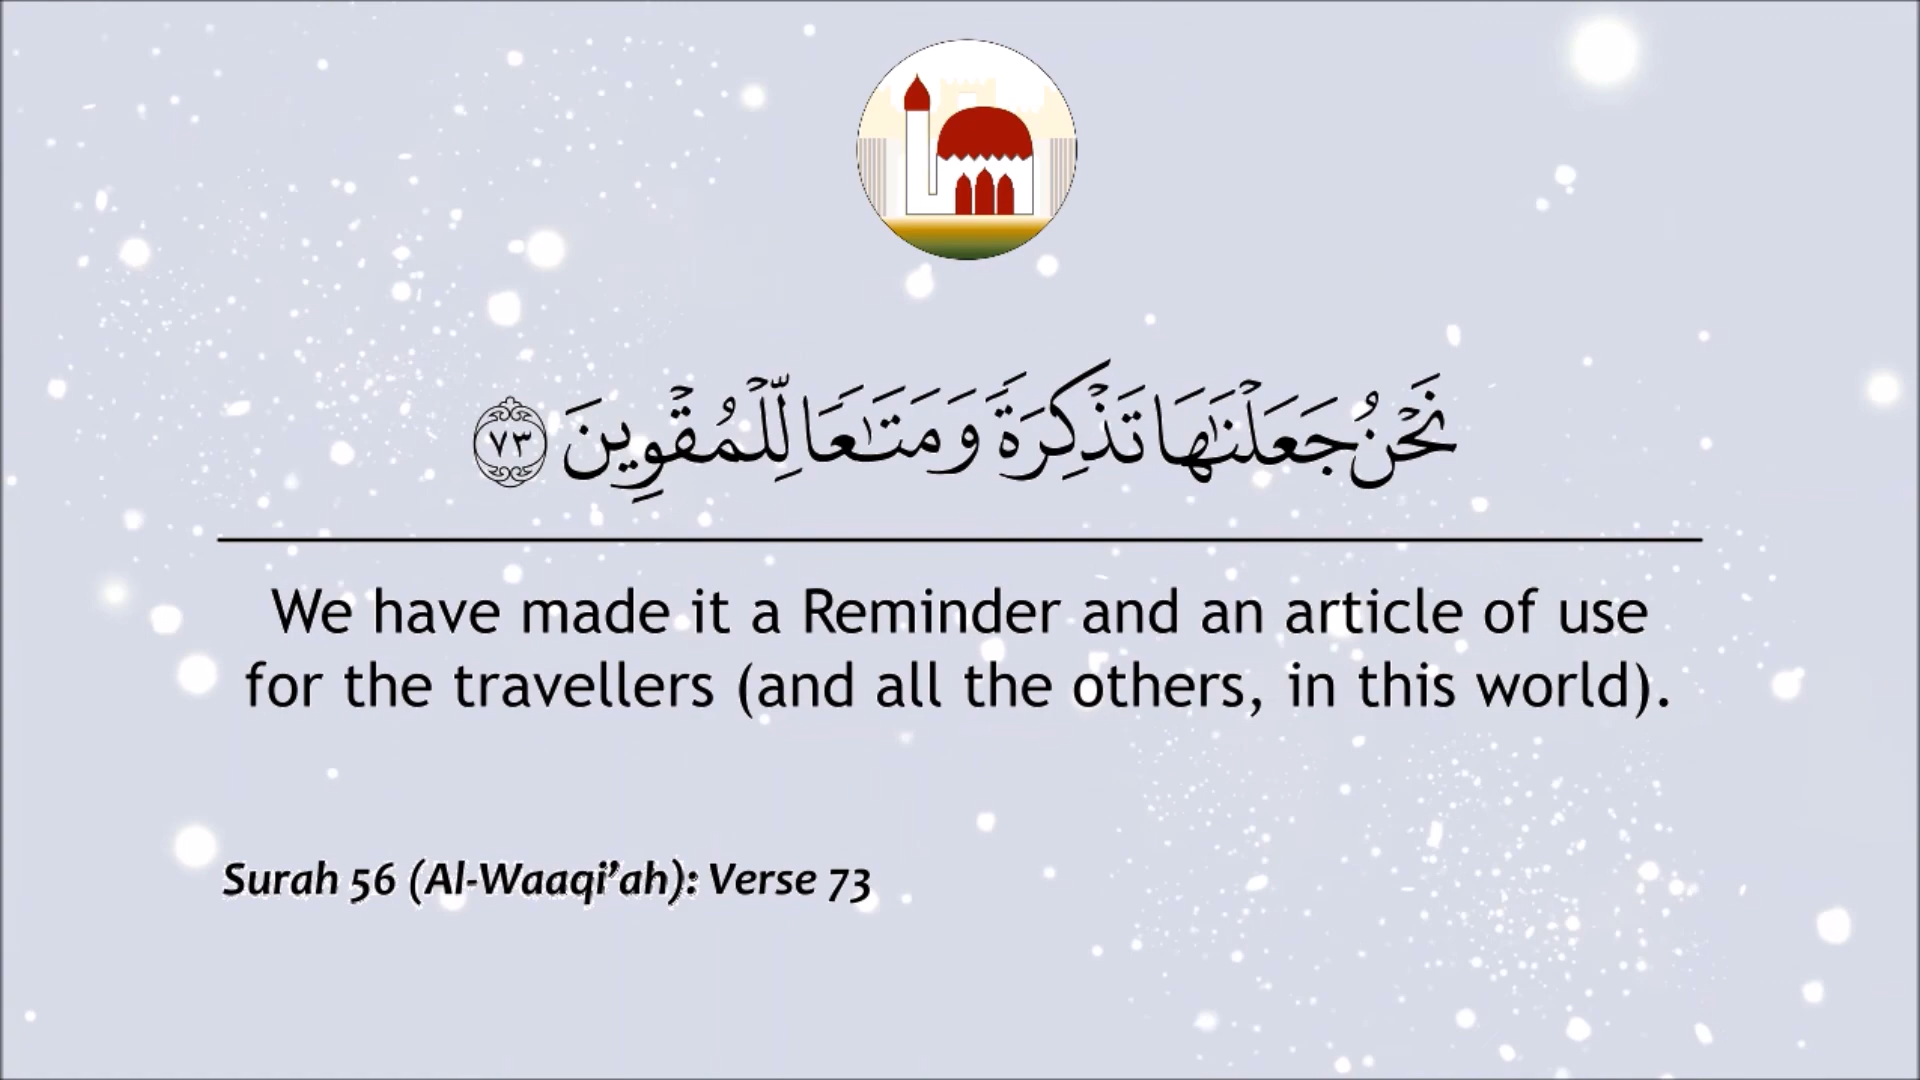 نَحْنُ جَعَلْنَٰهَا تَذْكِرَةً وَمَتَٰعًا لِّلْمُقْوِينَ ۝٧٣
We have made it a Reminder and an article of use
for the travellers (and all the others, in this world).
Surah 56 (Al-Waaqi’ah): Verse 73